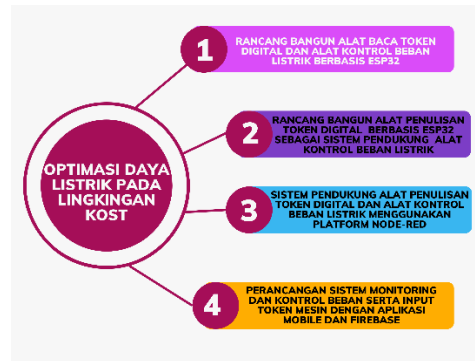 OPTIMASI DAYA
LISTRIK PADA
LINGKINGAN
KOST
1
RANCANG BANGUN ALAT BACA TOKEN
DIGITAL DAN ALAT KONTROL BEBAN
LISTRIK BERBASIS ESP32
2
RANCANG BANGUN ALAT PENULISAN
TOKEN DIGITAL BERBASIS ESP32
SEBAGAI SISTEM PENDUKUNG ALAT
KONTROL BEBAN LISTRIK
3
SISTEM PENDUKUNG ALAT PENULISAN
TOKEN DIGITAL DAN ALAT KONTROL
BEBAN LISTRIK MENGGUNAKAN
PLATFORM NODE-RED
4
PERANCANGAN SISTEM MONITORING
DAN KONTROL BEBAN SERTA INPUT
TOKEN MESIN DENGAN APLIKASI
MOBILE DAN FIREBASE